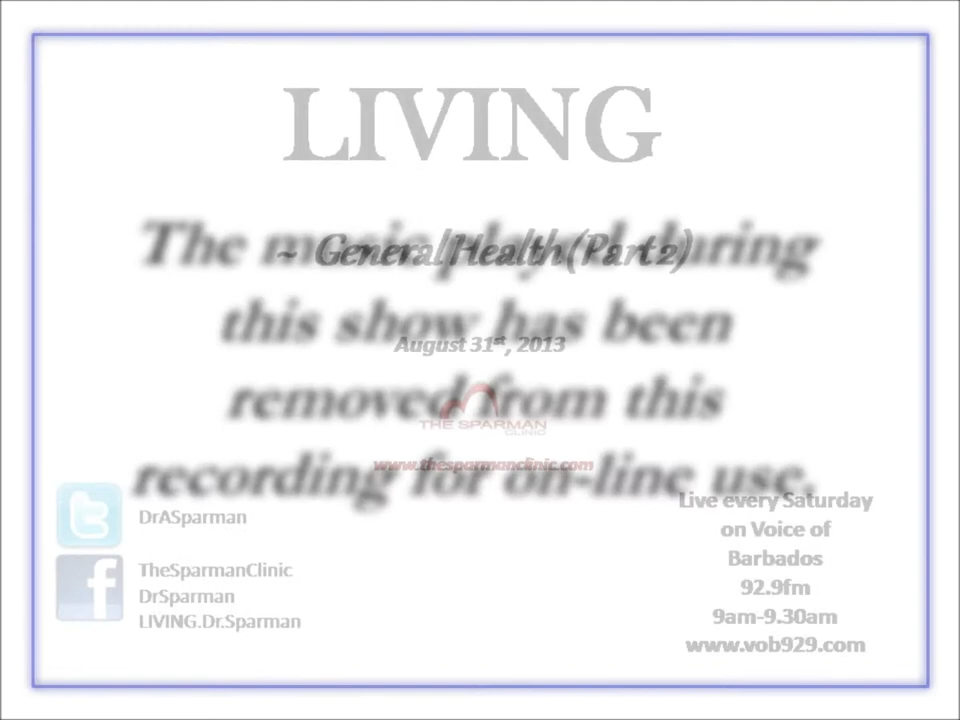 LIVING
The music played during
~ General Health (Part 2)
this show has been
August 31st, 2013
removed from this
THE SPARMAN
CLINIC
www.thesparmanclinic.com
recording for on-line use.
DrASparman
TheSparmanClinic
DrSparman
LIVING.Dr.Sparman
Live every Saturday
on Voice of
Barbados
92.9fm
9am-9.30am
www.vob929.com